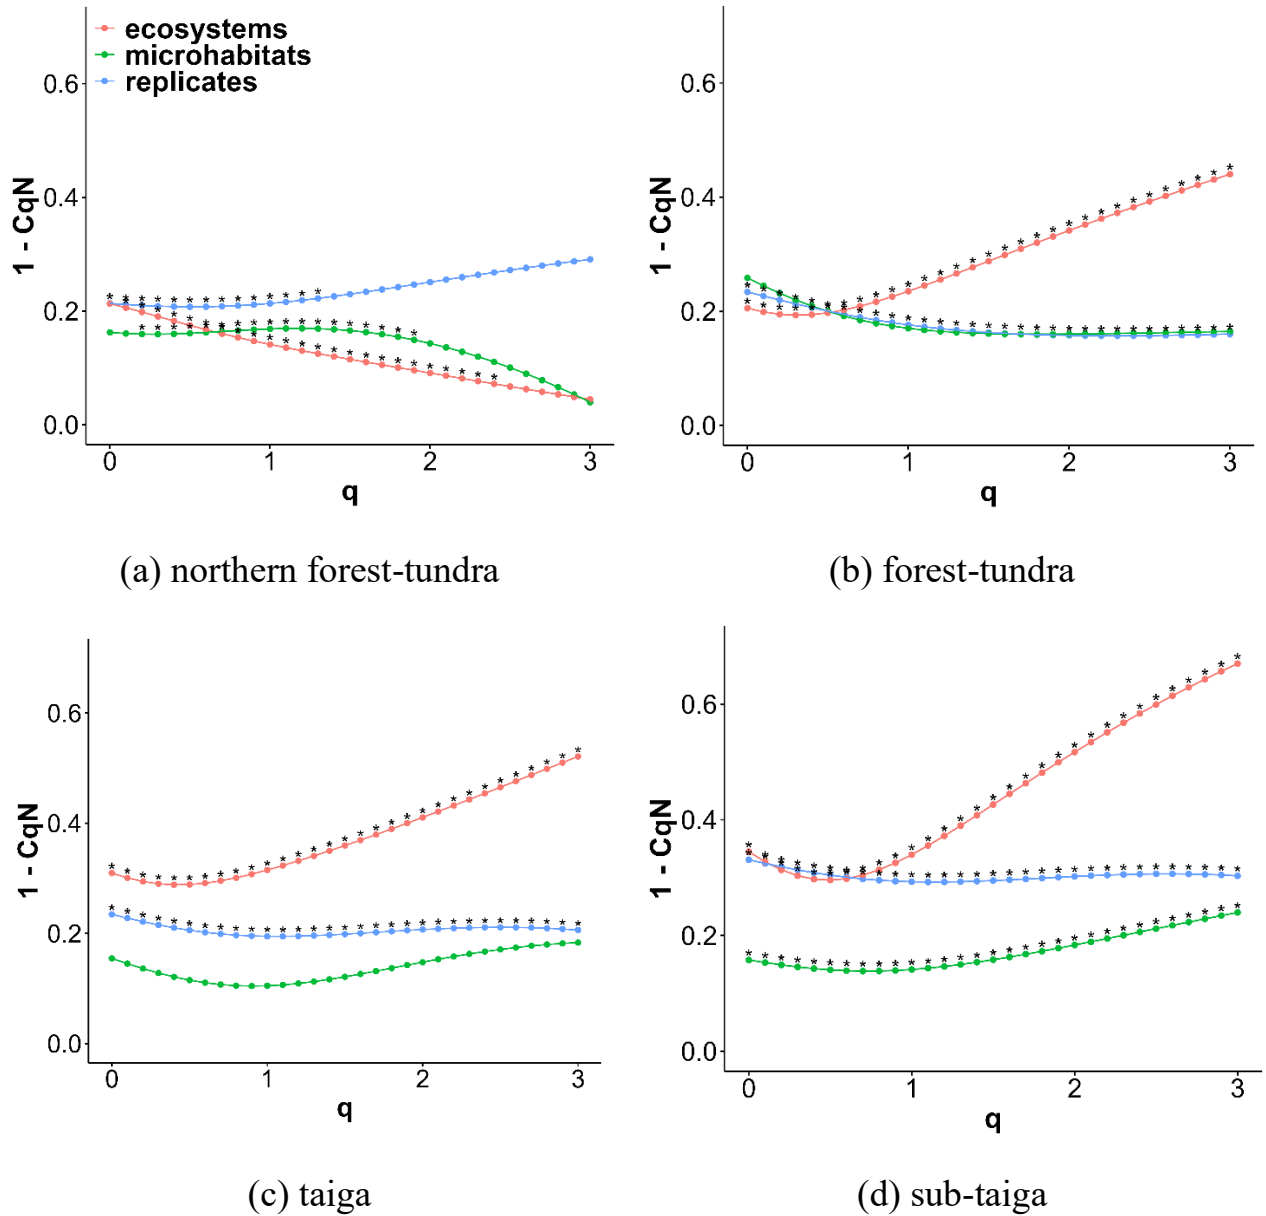 ecosystems
microhabitats
replicates
1 - CqN
0.6
0.4
0.2
0.0
0 1 2 3
q
(a) northern forest-tundra
1 - CqN
0.6
0.4
0.2
0.0
0 1 2 3
q
(b) forest-tundra
1 - CqN
0.6
0.4
0.2
0.0
0 1 2 3
q
(c) taiga
1 - CqN
0.6
0.4
0.2
0.0
0 1 2 3
q
(d) sub-taiga